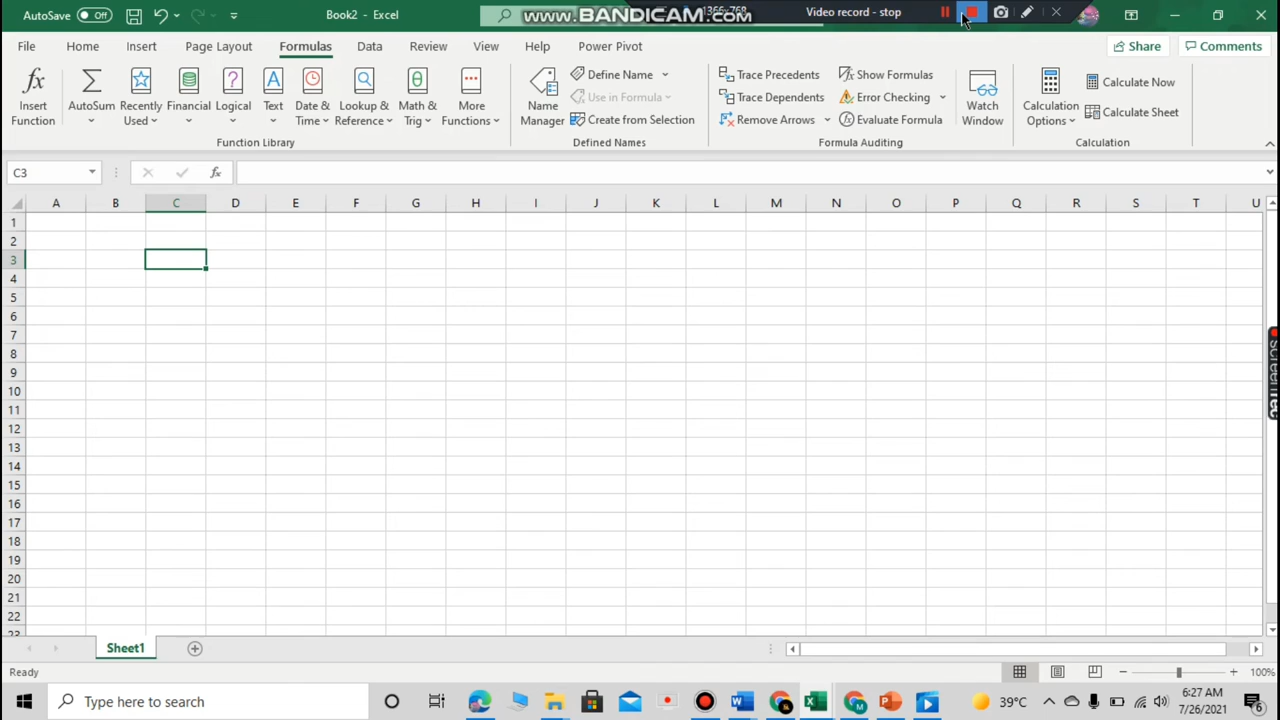 AutoSave Off Book2 - Excel www.BANDICAM.com 1366x768 Video record - stop
File Home Insert Page Layout Formulas Data Review View Help Power Pivot Share Comments
Insert Function AutoSum Recently Used Financial Logical Text Date & Time Lookup & Reference Math & Trig More Functions
Function Library
Name Manager Define Name Use in Formula Create from Selection
Defined Names
Trace Precedents Show Formulas
Trace Dependents Error Checking
Remove Arrows Evaluate Formula
Watch Window
Formula Auditing
Calculation Options Calculate Now Calculate Sheet
Calculation
C3 fx
A B C D E F G H I J K L M N O P Q R S T U
1
2
3
4
5
6
7
8
9
10
11
12
13
14
15
16
17
18
19
20
21
22
23
Sheet1
Ready 100%
Type here to search 39°C 6:27 AM
7/26/2021 6